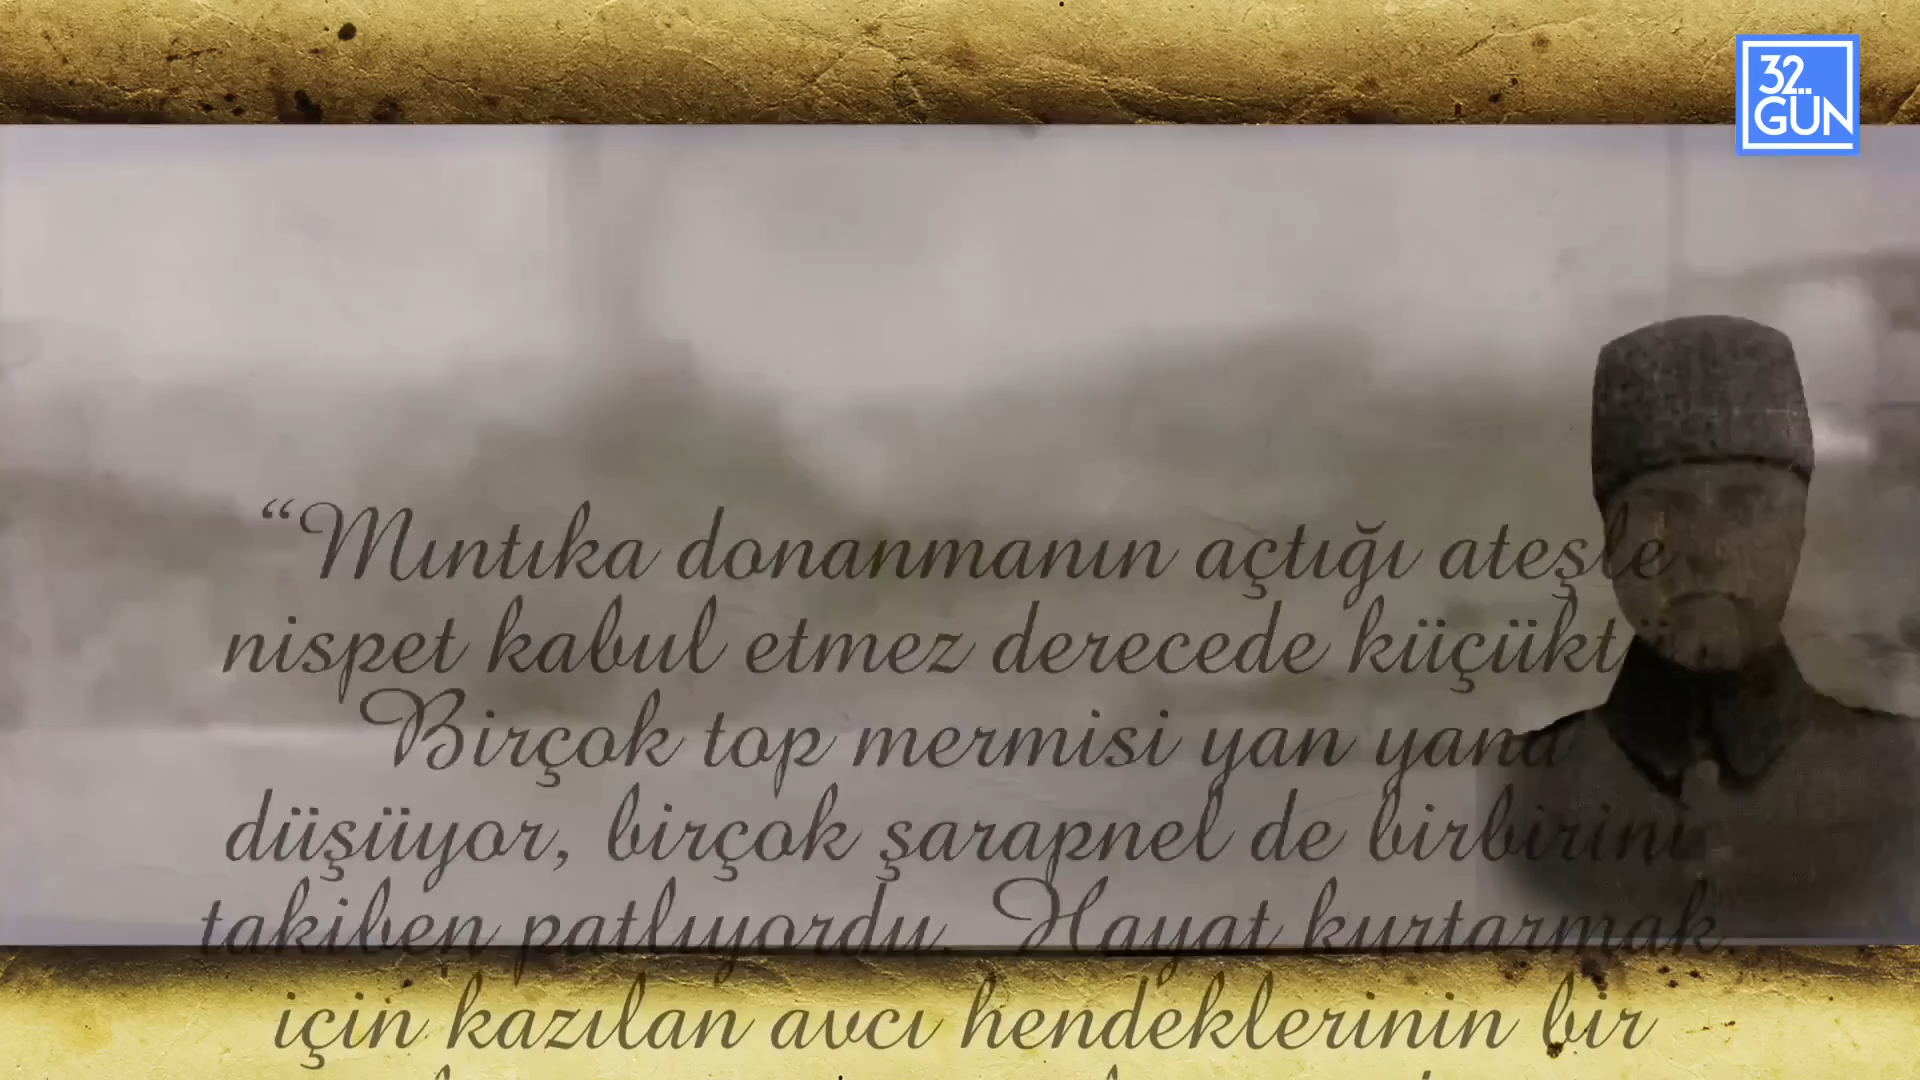 32.
GÜN
“Mıntıka donanmanın açtığı ateşle
nispet kabul etmez derecede küçüktü
Birçok top mermisi yan yana
düşüyor, birçok şarapnel de birbirini
takiben patlıyordu. Hayat kurtarmak
için kazılan avcı hendeklerinin bir